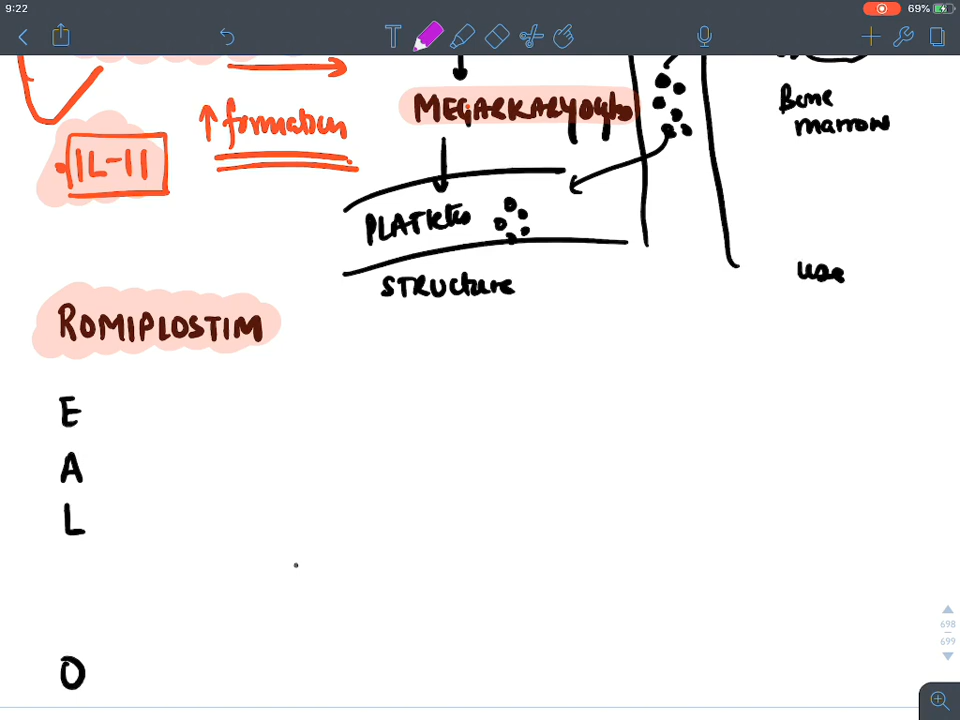 9:22
69%
T
MEGAKARYOCYTE
Bone
marrow
↑ formation
IL-11
PLATELETS
STRUCTURE
USE
ROMIPLOSTIM
E
A
L
O
698
699